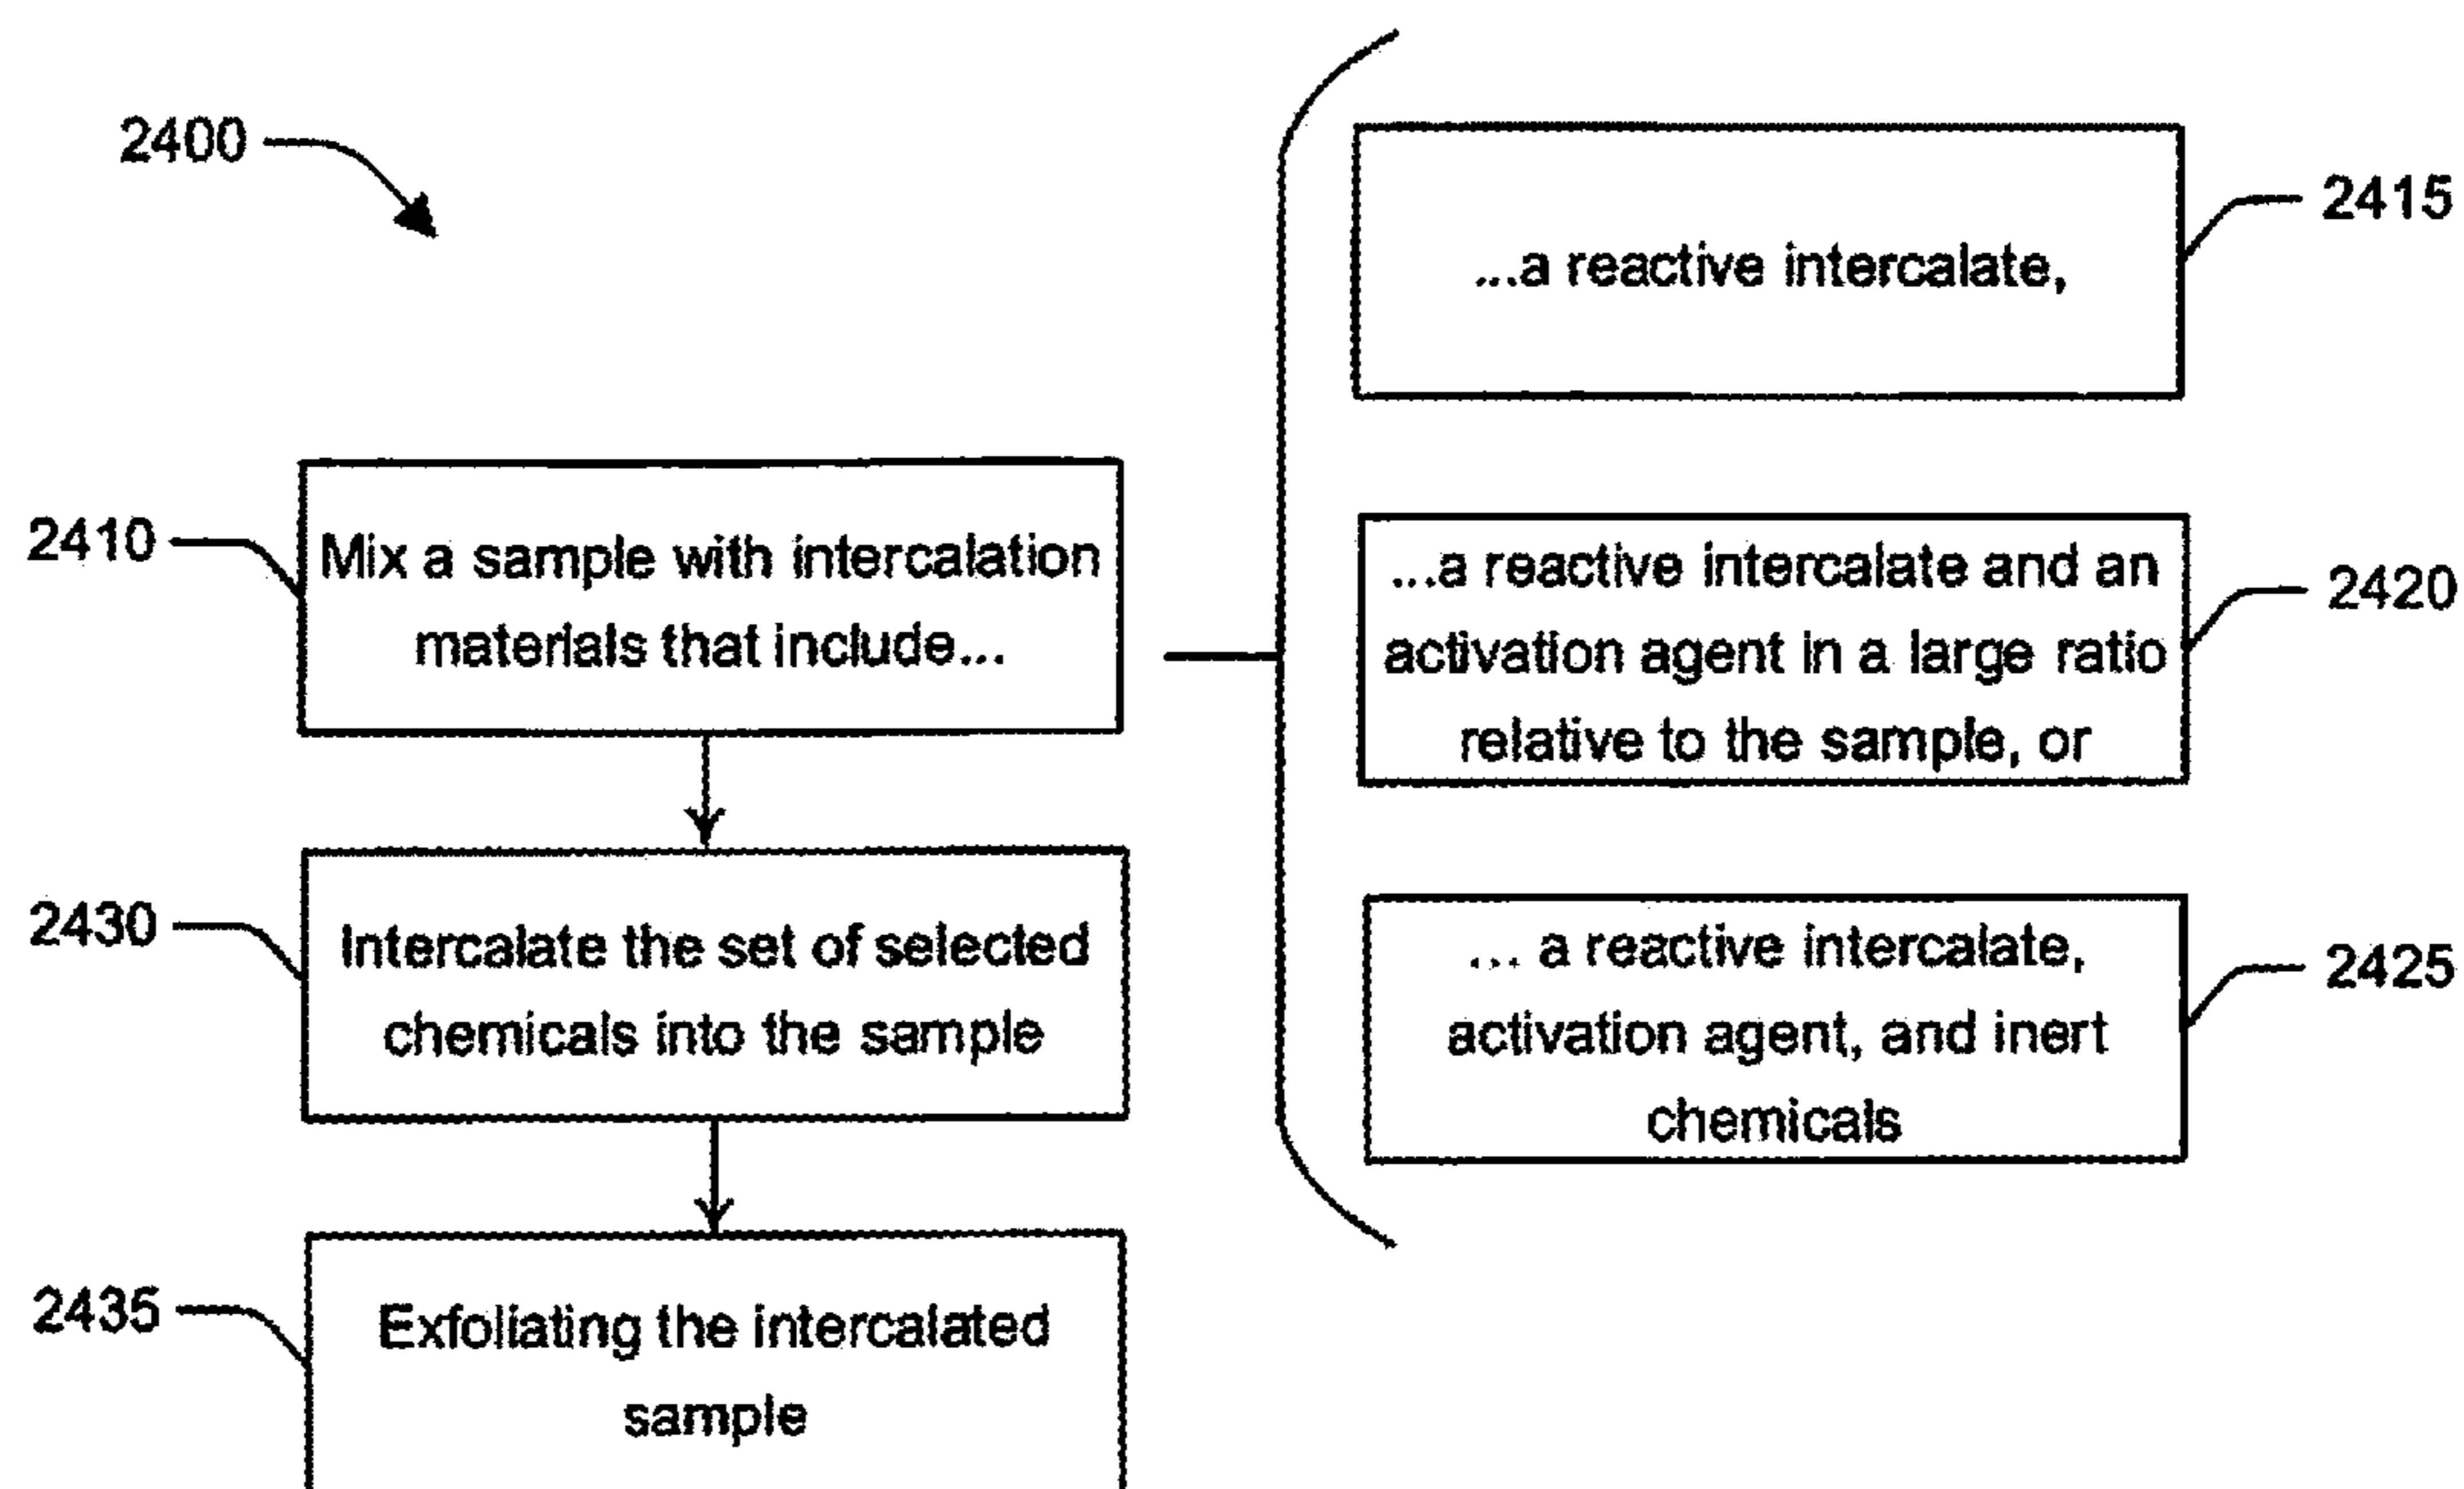 2400
2415
...a reactive intercalate,
2410
Mix a sample with intercalation
materials that include...
2420
...a reactive intercalate and an
activation agent in a large ratio
relative to the sample, or
2430
Intercalate the set of selected
chemicals into the sample
2425
... a reactive intercalate,
activation agent, and inert
chemicals
2435
Exfoliating the intercalated
sample